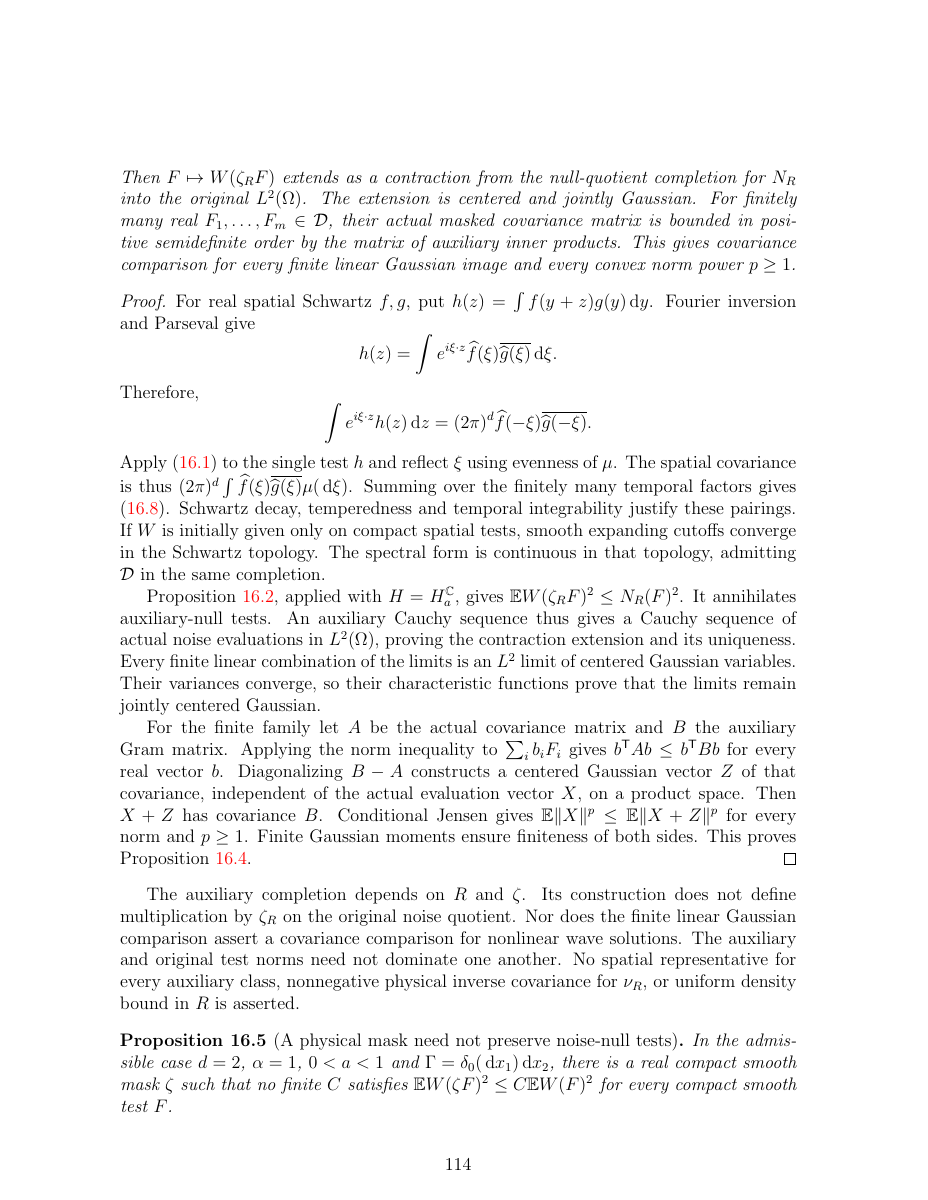 Then F ↦ W(ζ_R F) extends as a contraction from the null-quotient completion for N_R
into the original L²(Ω). The extension is centered and jointly Gaussian. For finitely
many real F₁, . . . , F_m ∈ 𝒟, their actual masked covariance matrix is bounded in posi-
tive semidefinite order by the matrix of auxiliary inner products. This gives covariance
comparison for every finite linear Gaussian image and every convex norm power p ≥ 1.
Proof. For real spatial Schwartz f, g, put h(z) = ∫ f(y + z)g(y) dy. Fourier inversion
and Parseval give
h(z) = ∫ e^{iξ·z} \widehat{f}(ξ)\overline{\widehat{g}(ξ)} dξ.
Therefore,
∫ e^{iξ·z} h(z) dz = (2π)^d \widehat{f}(−ξ)\overline{\widehat{g}(−ξ)}.
Apply (16.1) to the single test h and reflect ξ using evenness of μ. The spatial covariance
is thus (2π)^d ∫ \widehat{f}(ξ)\overline{\widehat{g}(ξ)}μ( dξ). Summing over the finitely many temporal factors gives
(16.8). Schwartz decay, temperedness and temporal integrability justify these pairings.
If W is initially given only on compact spatial tests, smooth expanding cutoffs converge
in the Schwartz topology. The spectral form is continuous in that topology, admitting
𝒟 in the same completion.
Proposition 16.2, applied with H = H_a^ℂ, gives 𝔼W(ζ_R F)² ≤ N_R(F)². It annihilates
auxiliary-null tests. An auxiliary Cauchy sequence thus gives a Cauchy sequence of
actual noise evaluations in L²(Ω), proving the contraction extension and its uniqueness.
Every finite linear combination of the limits is an L² limit of centered Gaussian variables.
Their variances converge, so their characteristic functions prove that the limits remain
jointly centered Gaussian.
For the finite family let A be the actual covariance matrix and B the auxiliary
Gram matrix. Applying the norm inequality to ∑_i b_i F_i gives b^⊤Ab ≤ b^⊤Bb for every
real vector b. Diagonalizing B − A constructs a centered Gaussian vector Z of that
covariance, independent of the actual evaluation vector X, on a product space. Then
X + Z has covariance B. Conditional Jensen gives 𝔼‖X‖^p ≤ 𝔼‖X + Z‖^p for every
norm and p ≥ 1. Finite Gaussian moments ensure finiteness of both sides. This proves
Proposition 16.4. □
The auxiliary completion depends on R and ζ. Its construction does not define
multiplication by ζ_R on the original noise quotient. Nor does the finite linear Gaussian
comparison assert a covariance comparison for nonlinear wave solutions. The auxiliary
and original test norms need not dominate one another. No spatial representative for
every auxiliary class, nonnegative physical inverse covariance for ν_R, or uniform density
bound in R is asserted.
Proposition 16.5 (A physical mask need not preserve noise-null tests). In the admis-
sible case d = 2, α = 1, 0 < a < 1 and Γ = δ₀( dx₁) dx₂, there is a real compact smooth
mask ζ such that no finite C satisfies 𝔼W(ζF)² ≤ C𝔼W(F)² for every compact smooth
test F.
114